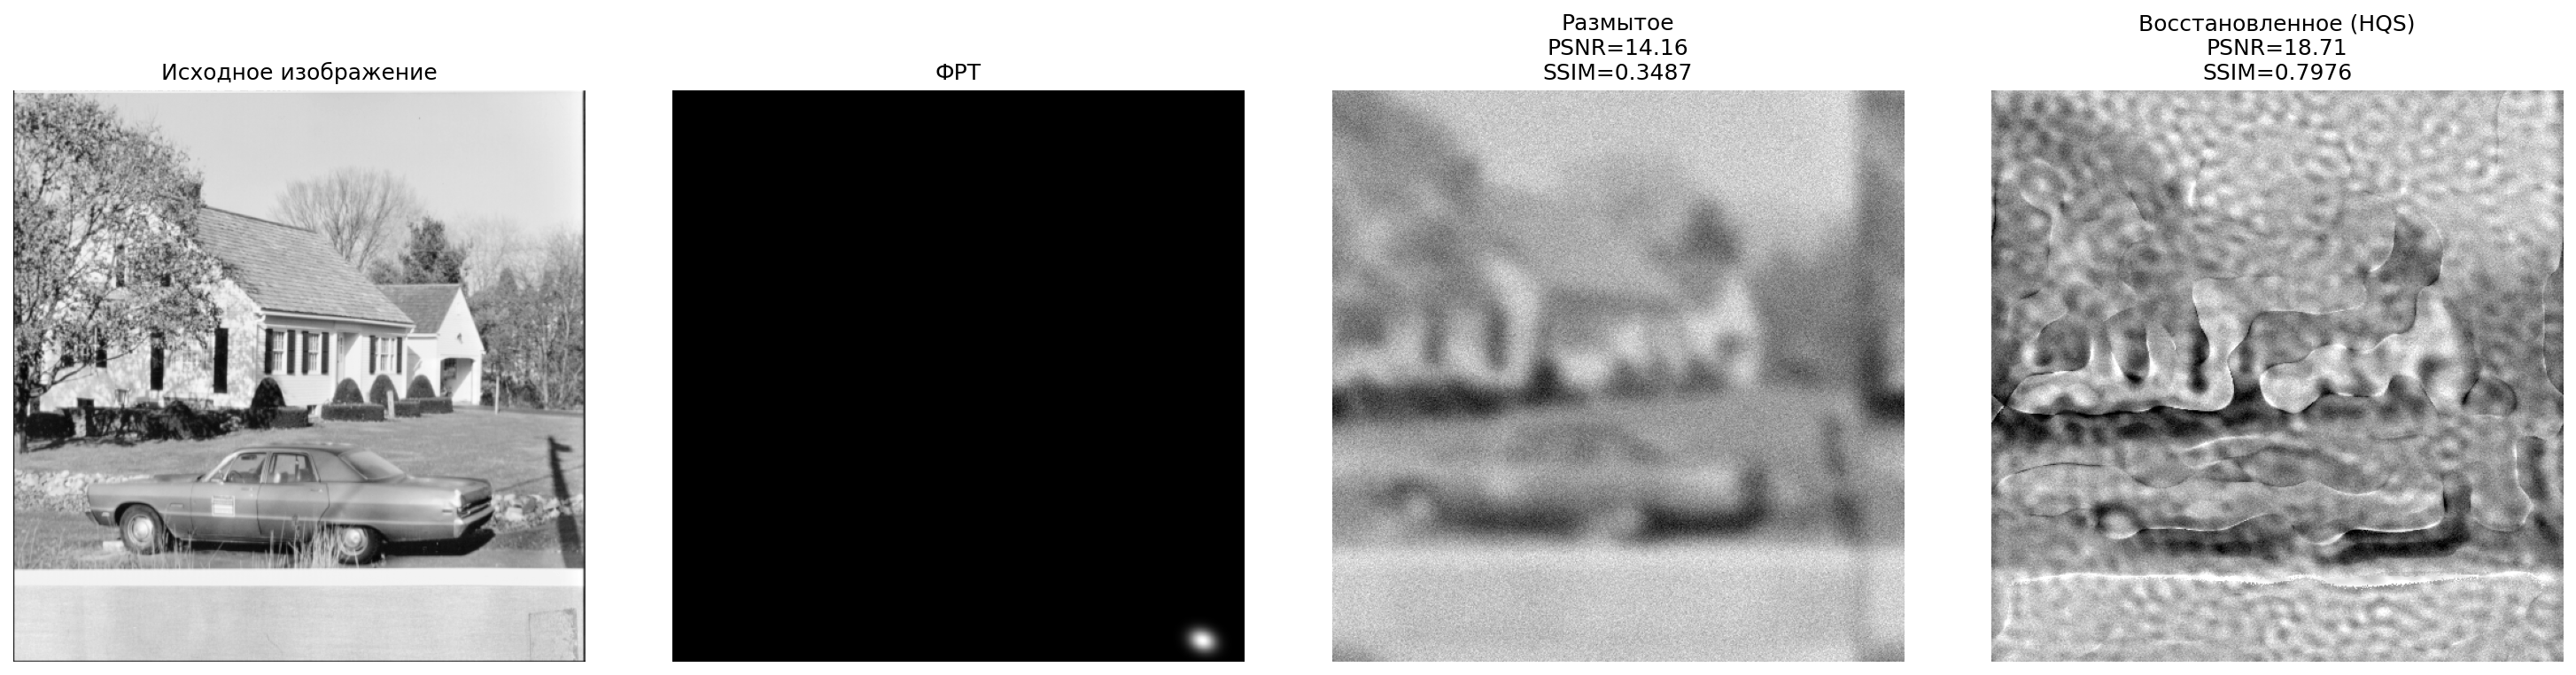 Исходное изображение
ФРТ
Размытое
PSNR=14.16
SSIM=0.3487
Восстановленное (HQS)
PSNR=18.71
SSIM=0.7976